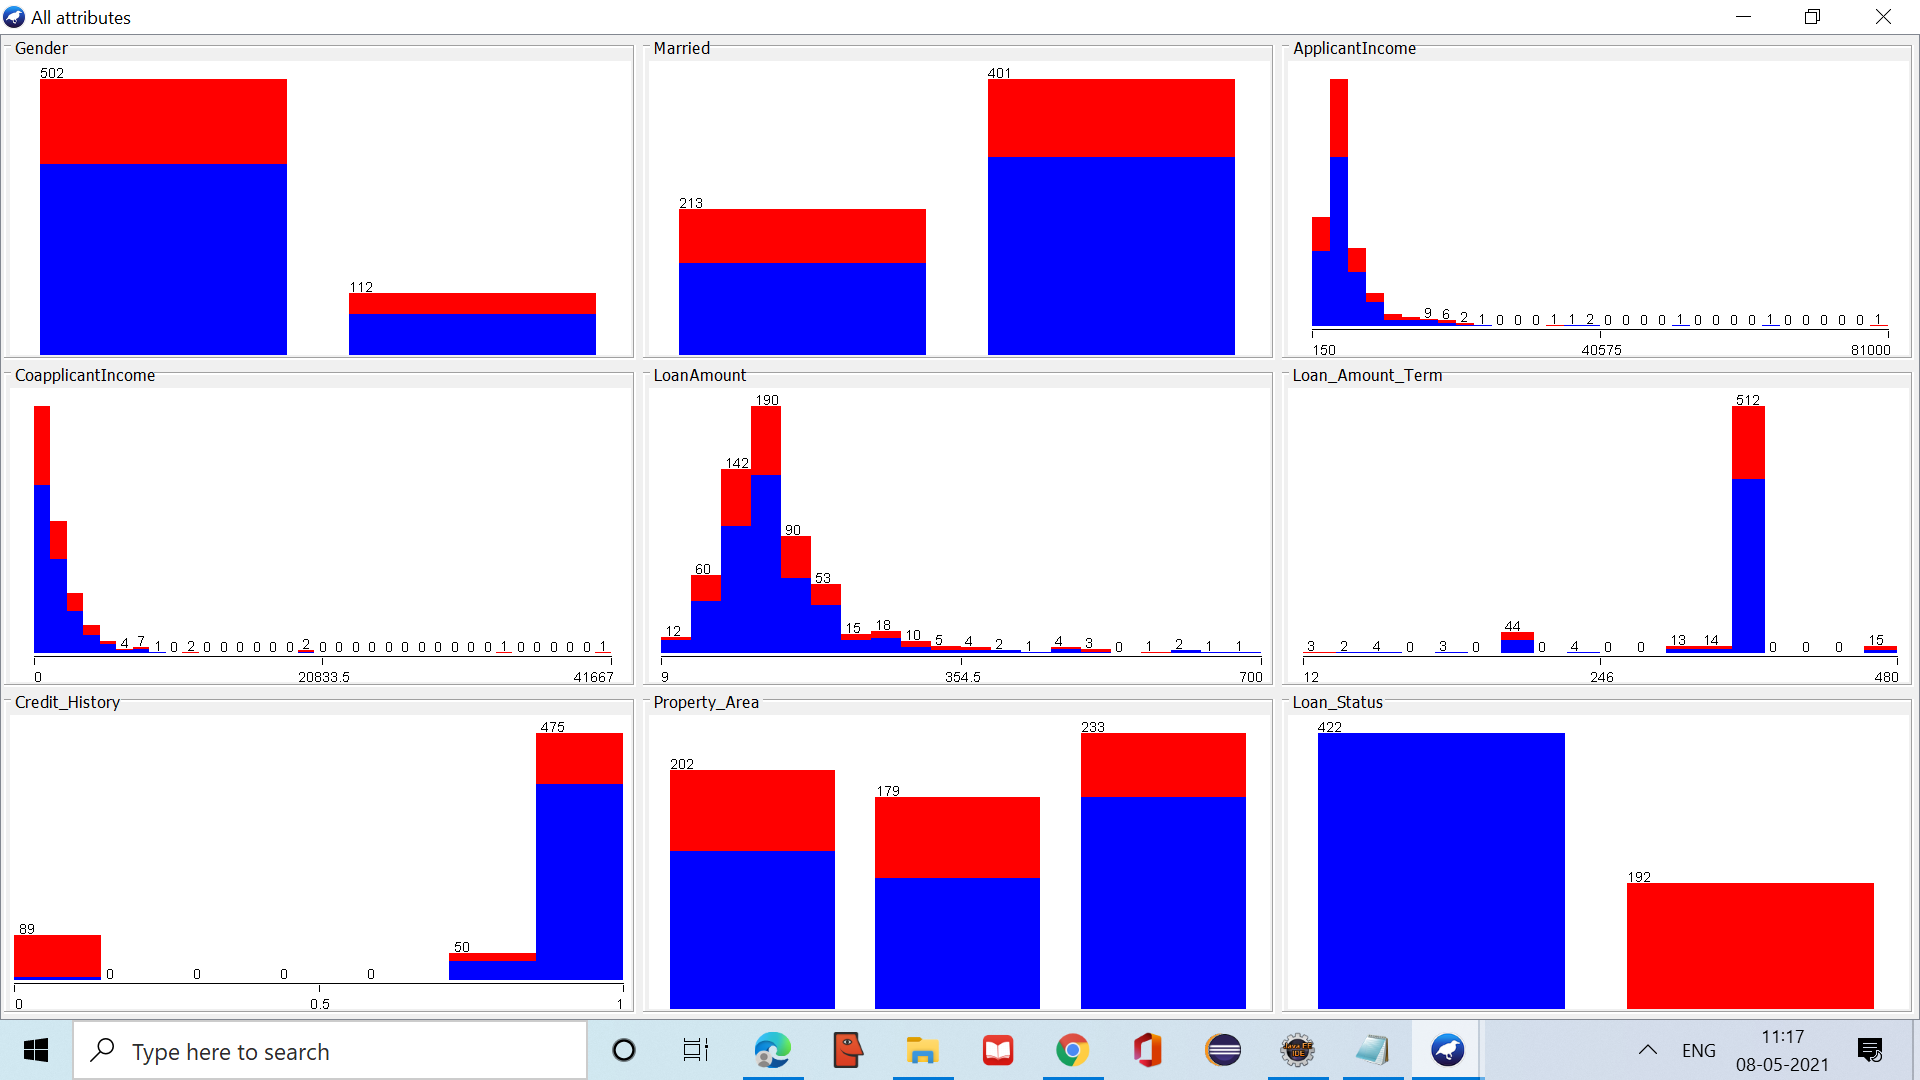 All attributes
Gender
502
112
Married
213
401
ApplicantIncome
9 6 2 1 0 0 0 1 1 2 0 0 0 0 1 0 0 0 0 1 0 0 0 0 0 1
150 40575 81000
CoapplicantIncome
4 7 1 0 2 0 0 0 0 0 0 2 0 0 0 0 0 0 0 0 0 0 0 1 0 0 0 0 0 1
0 20833.5 41667
LoanAmount
12 60 142 190 90 53 15 18 10 5 4 2 1 4 3 0 1 2 1 1
9 354.5 700
Loan_Amount_Term
3 2 4 0 3 0 44 0 4 0 0 13 14 512 0 0 0 15
12 246 480
Credit_History
89 0 0 0 0 50 475
0 0.5 1
Property_Area
202
179
233
Loan_Status
422
192
Type here to search
Java EE
IDE
ENG
11:17
08-05-2021